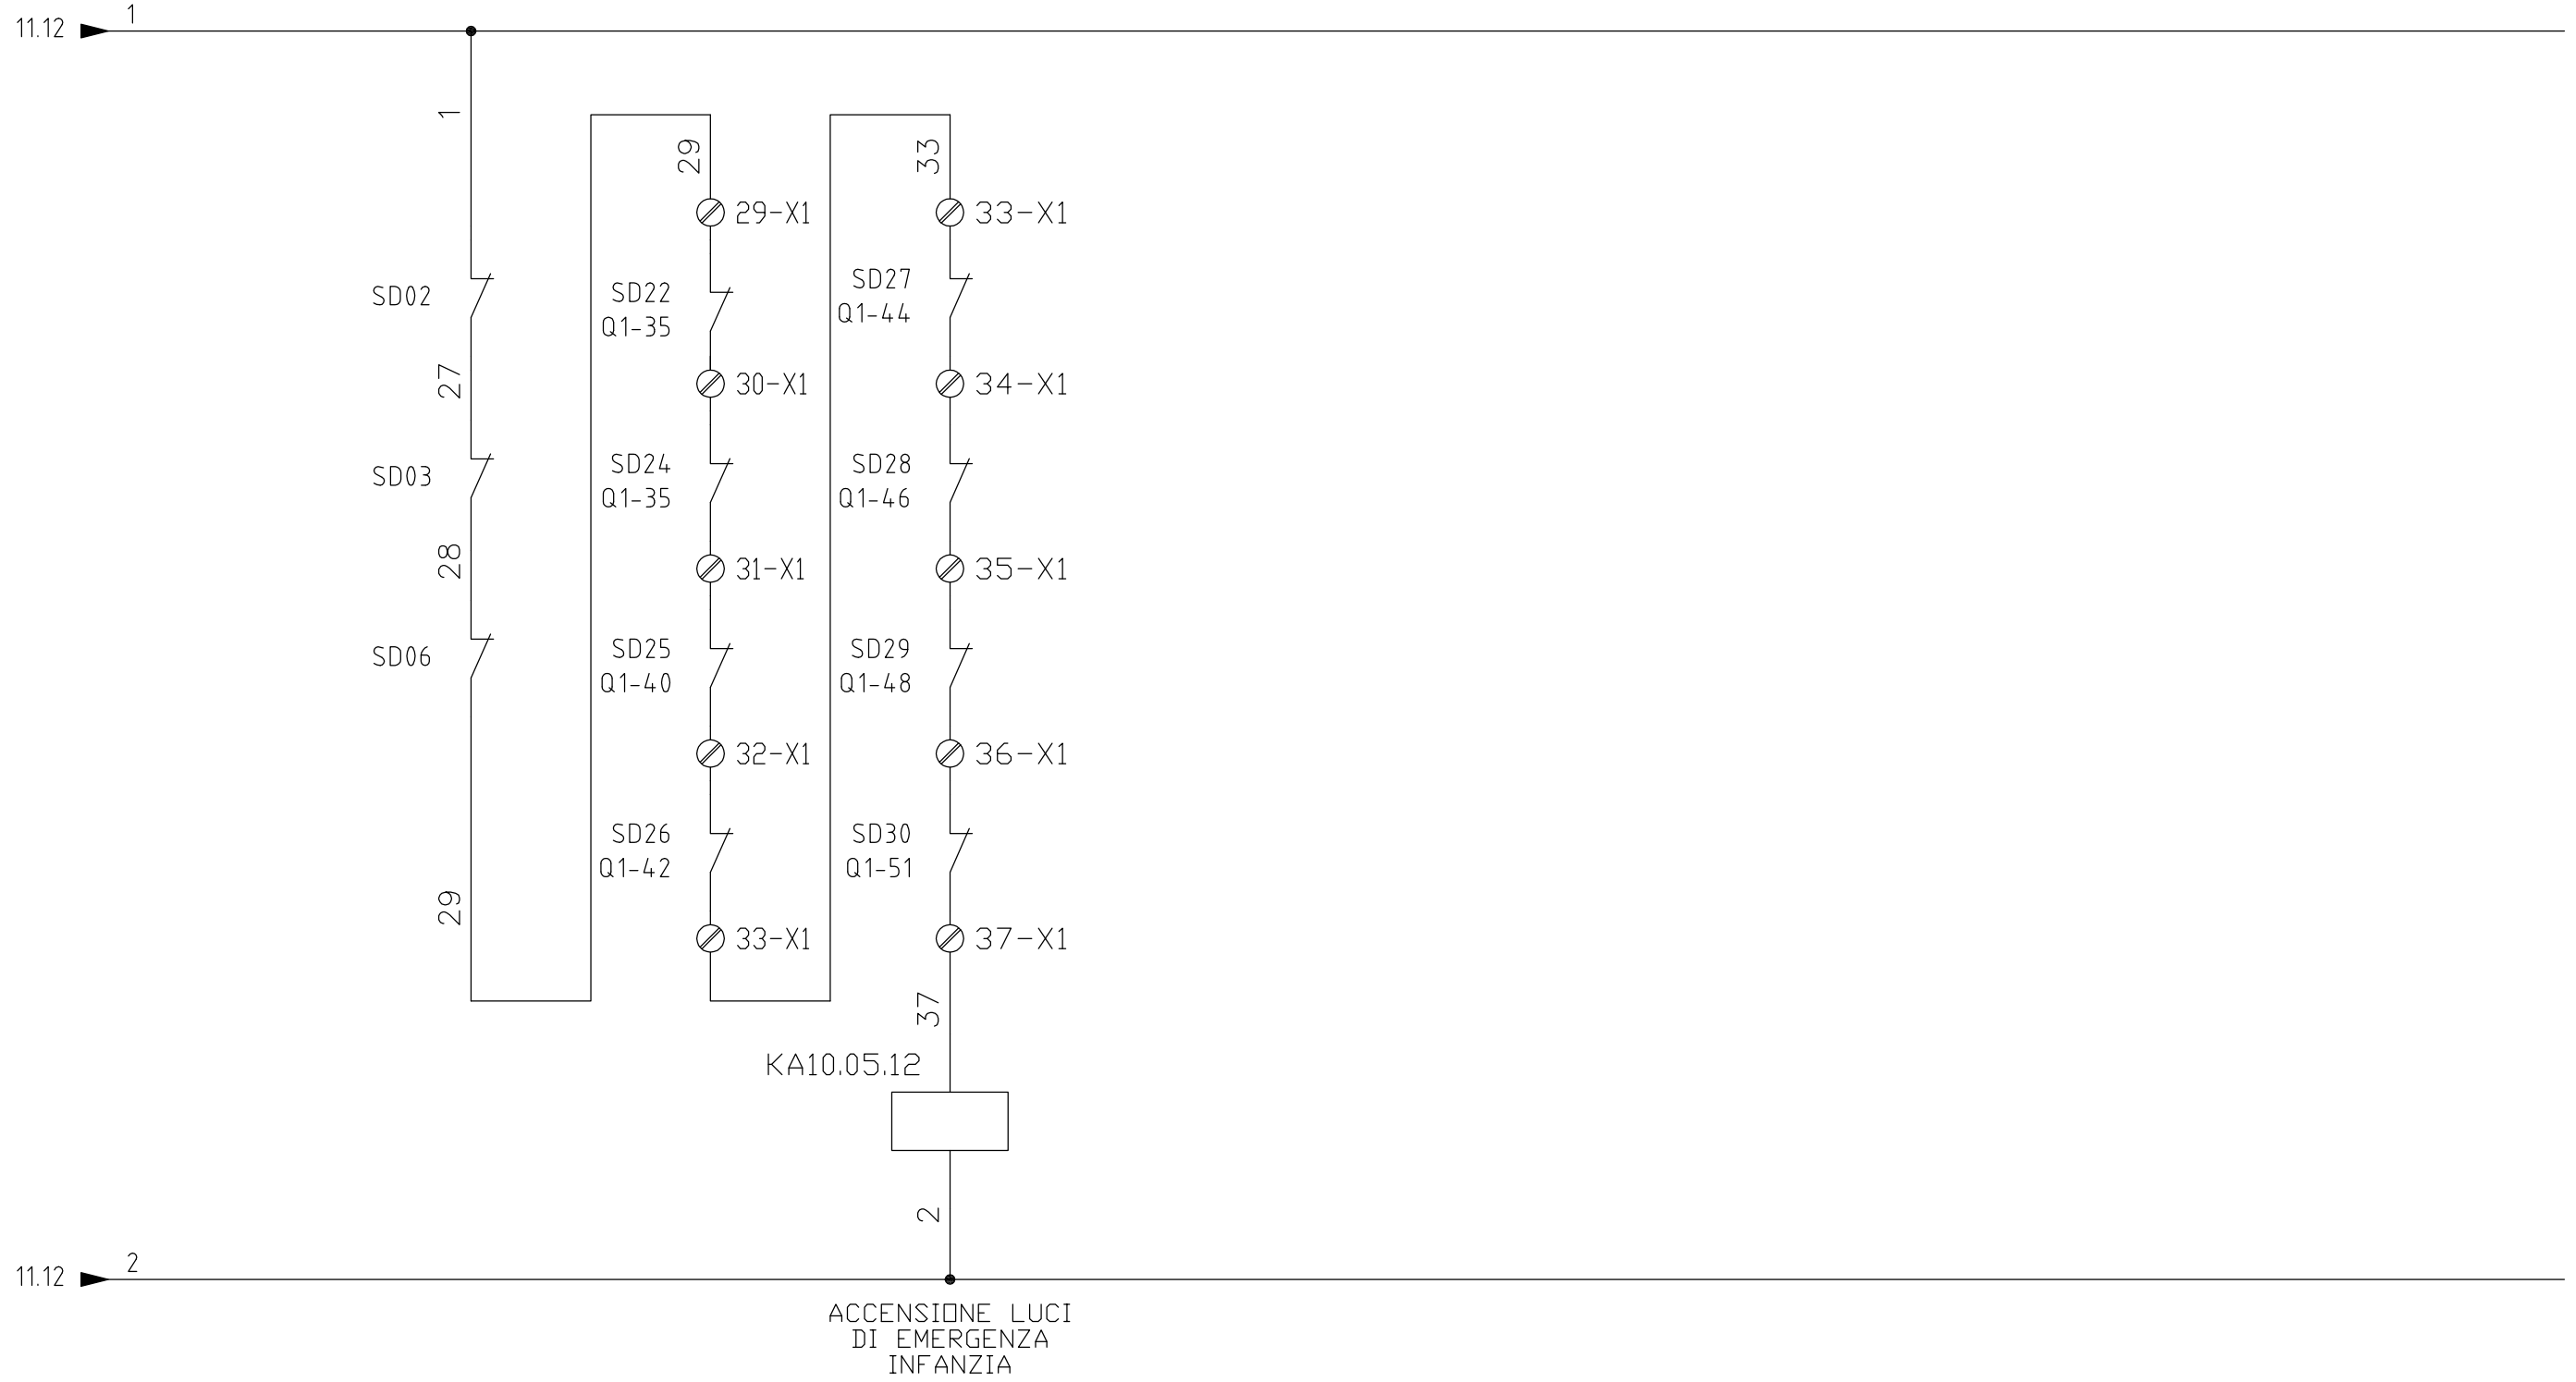 11.12
1
1
SD02
27
SD03
28
SD06
29
29
29-X1
SD22
Q1-35
30-X1
SD24
Q1-35
31-X1
SD25
Q1-40
32-X1
SD26
Q1-42
33-X1
33
33-X1
SD27
Q1-44
34-X1
SD28
Q1-46
35-X1
SD29
Q1-48
36-X1
SD30
Q1-51
37-X1
37
KA10.05.12
2
11.12
2
ACCENSIONE LUCI
DI EMERGENZA
INFANZIA